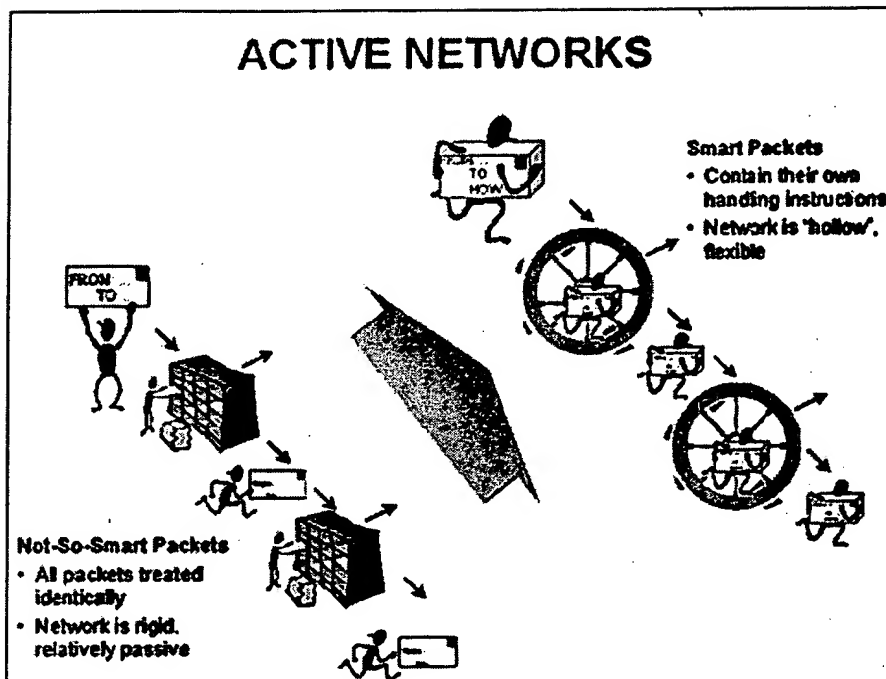 ACTIVE NETWORKS
FROM ...
TO
HOW
Smart Packets
• Contain their own
handing instructions
• Network is "hollow",
flexible
FROM ...
TO ...
Not-So-Smart Packets
• All packets treated
identically
• Network is rigid,
relatively passive